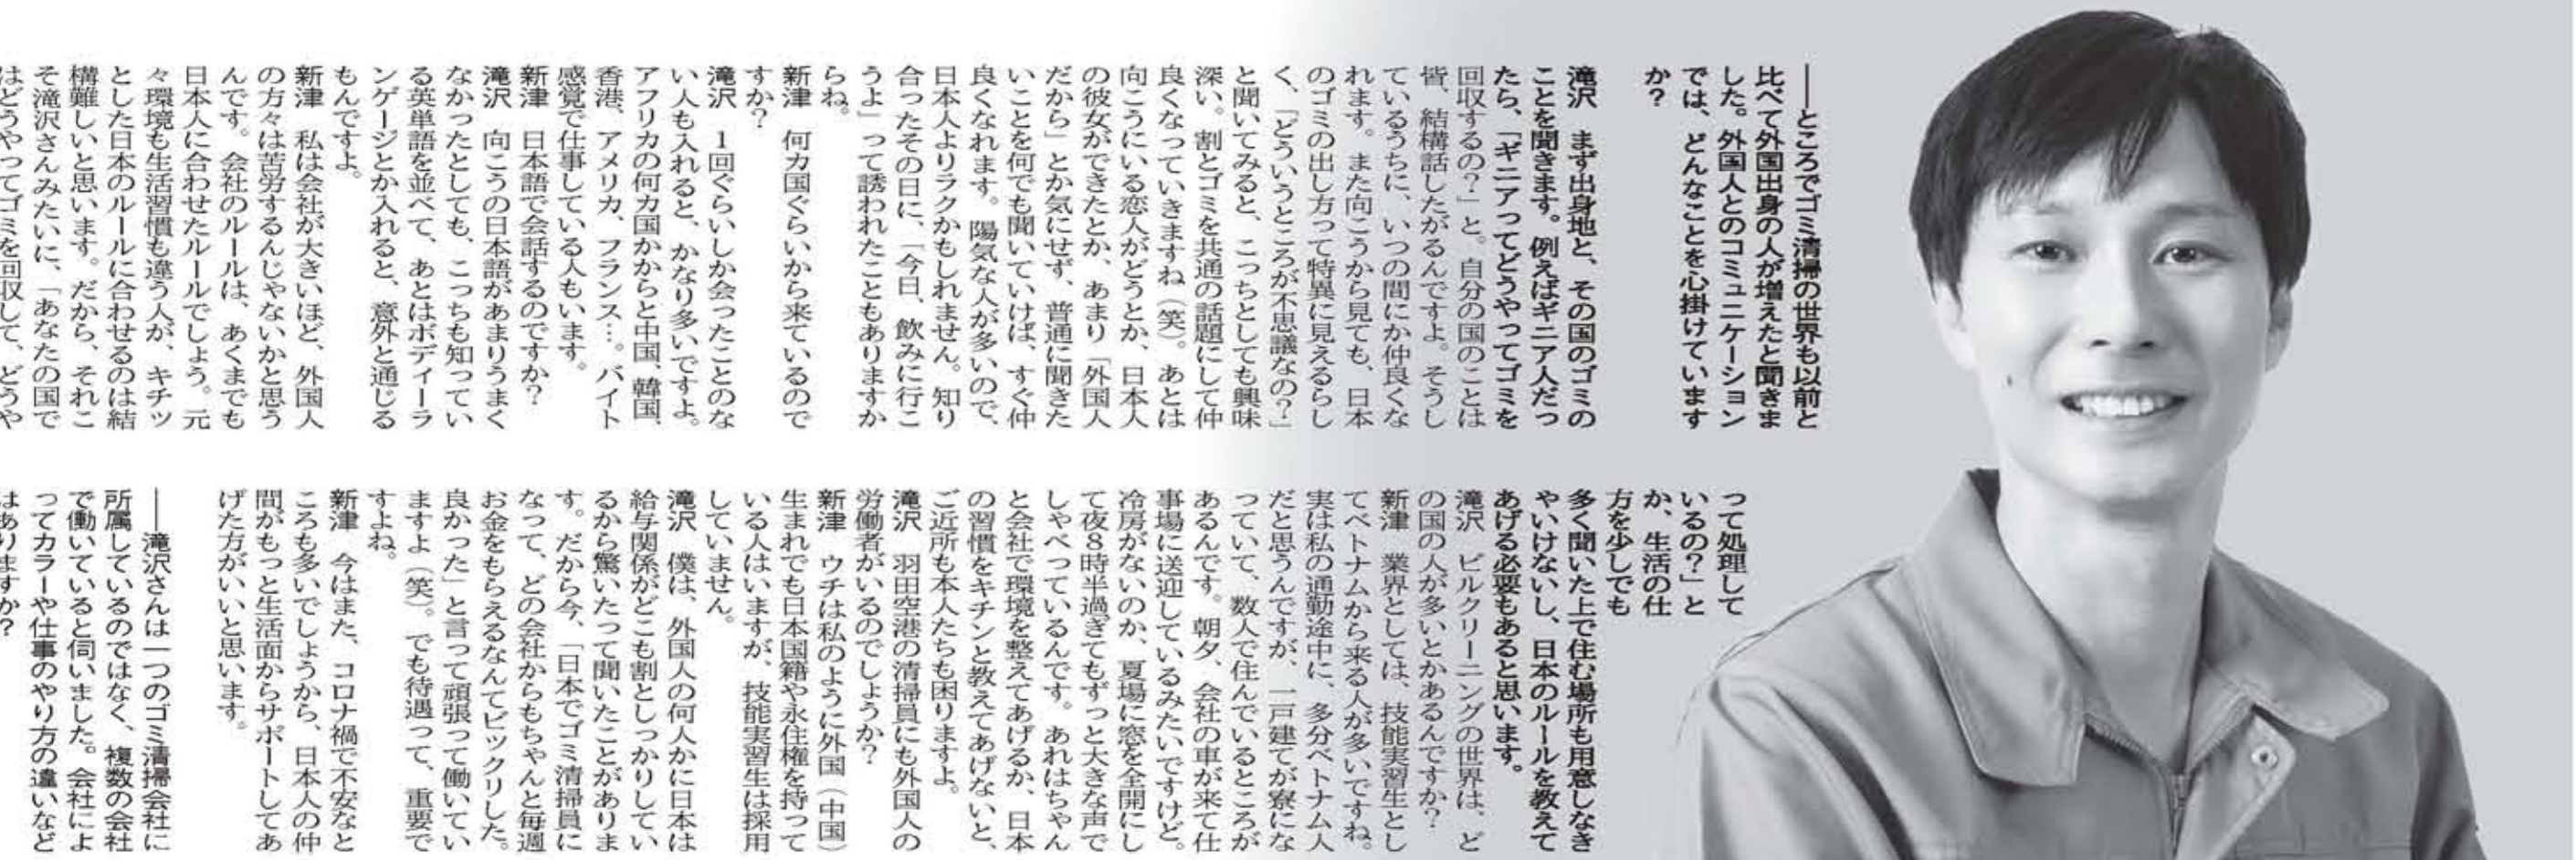 ――ところでゴミ清掃の世界も以前と
比べて外国出身の人が増えたと聞きま
した。外国人とのコミュニケーション
では、どんなことを心掛けています
か？
滝沢　まず出身地と、その国のゴミの
ことを聞きます。例えばギニア人だっ
たら、「ギニアってどうやってゴミを
回収するの？」と。自分の国のことは
皆、結構話したがるんですよ。そうし
ているうちに、いつの間にか仲良くな
れます。また向こうから見ても、日本
のゴミの出し方って特異に見えるらし
く、『どういうところが不思議なの？』
と聞いてみると、こっちとしても興味
深い。割とゴミを共通の話題にして仲
良くなっていきますね（笑）。あとは
向こうにいる恋人がどうとか、日本人
の彼女ができたとか、あまり「外国人
だから」とか気にせず、普通に聞きた
いことを何でも聞いていけば、すぐ仲
良くなれます。陽気な人が多いので、
日本人よりラクかもしれません。知り
合ったその日に、「今日、飲みに行こ
うよ」って誘われたこともありますか
らね。
新津　何カ国ぐらいから来ているので
すか？
滝沢　1回ぐらいしか会ったことのな
い人も入れると、かなり多いですよ。
アフリカの何カ国かからと中国、韓国、
香港、アメリカ、フランス…。バイト
感覚で仕事している人もいます。
新津　日本語で会話するのですか？
滝沢　向こうの日本語があまりうまく
なかったとしても、こっちも知ってい
る英単語を並べて、あとはボディーラ
ンゲージとか入れると、意外と通じる
もんですよ。
新津　私は会社が大きいほど、外国人
の方々は苦労するんじゃないかと思う
んです。会社のルールは、あくまでも
日本人に合わせたルールでしょう。元
々環境も生活習慣も違う人が、キチッ
とした日本のルールに合わせるのは結
構難しいと思います。だから、それこ
そ滝沢さんみたいに、「あなたの国で
はどうやってゴミを回収して、どうや
って処理して
いるの？」と
か、生活の仕
方を少しでも
多く聞いた上で住む場所も用意しなき
ゃいけないし、日本のルールを教えて
あげる必要もあると思います。
滝沢　ビルクリーニングの世界は、ど
の国の人が多いとかあるんですか？
新津　業界としては、技能実習生とし
てベトナムから来る人が多いですね。
実は私の通勤途中に、多分ベトナム人
だと思うんですが、一戸建てが寮にな
っていて、数人で住んでいるところが
あるんです。朝夕、会社の車が来て仕
事場に送迎しているみたいですけど。
冷房がないのか、夏場に窓を全開にし
て夜8時半過ぎてもずっと大きな声で
しゃべっているんです。あれはちゃん
と会社で環境を整えてあげるか、日本
の習慣をキチンと教えてあげないと、
ご近所も本人たちも困りますよ。
滝沢　羽田空港の清掃員にも外国人の
労働者がいるのでしょうか？
新津　ウチは私のように外国（中国）
生まれでも日本国籍や永住権を持って
いる人はいますが、技能実習生は採用
していません。
滝沢　僕は、外国人の何人かに日本は
給与関係がどこも割としっかりしてい
るから驚いたって聞いたことがありま
す。だから今、「日本でゴミ清掃員に
なって、どの会社からもちゃんと毎週
お金をもらえるなんてビックリした。
良かった」と言って頑張って働いてい
ますよ（笑）。でも待遇って、重要で
すよね。
新津　今はまた、コロナ禍で不安なと
ころも多いでしょうから、日本人の仲
間がもっと生活面からサポートしてあ
げた方がいいと思います。
――滝沢さんは一つのゴミ清掃会社に
所属しているのではなく、複数の会社
で働いていると伺いました。会社によ
ってカラーや仕事のやり方の違いなど
はありますか？